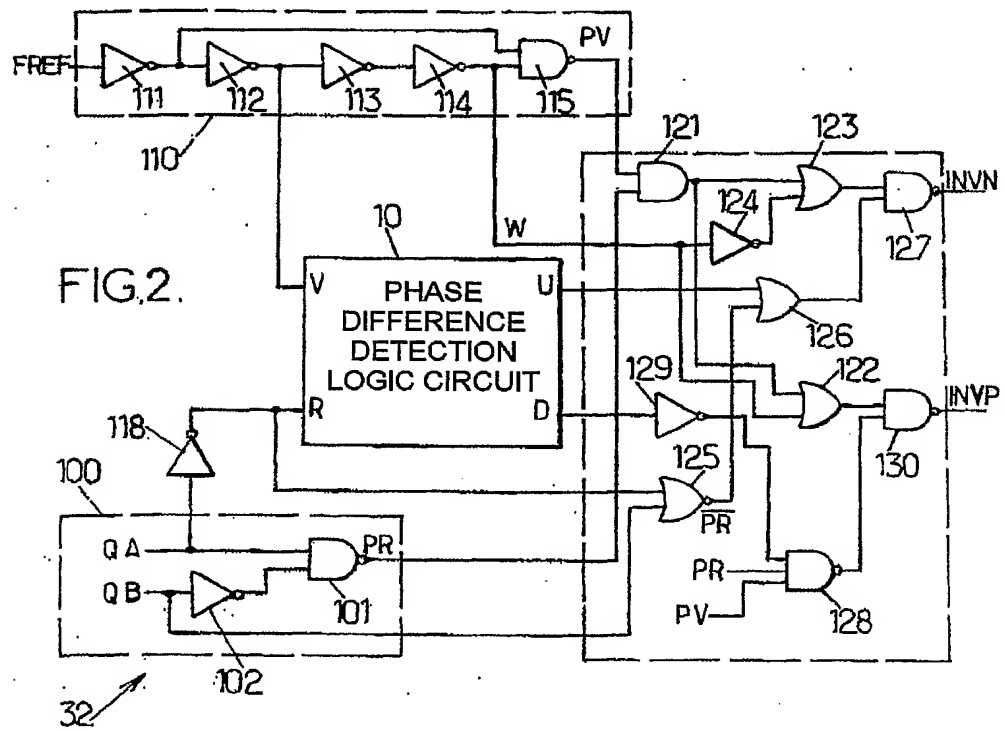 PV
FREF
111
112
113
114
115
110
121
123
INVN
124
127
10
W
FIG.2.
V
U
PHASE
DIFFERENCE
DETECTION
LOGIC CIRCUIT
126
129
122
INVP
R
D
118
125
130
100
PR
QA
PR
QB
101
PR
PV
128
102
32